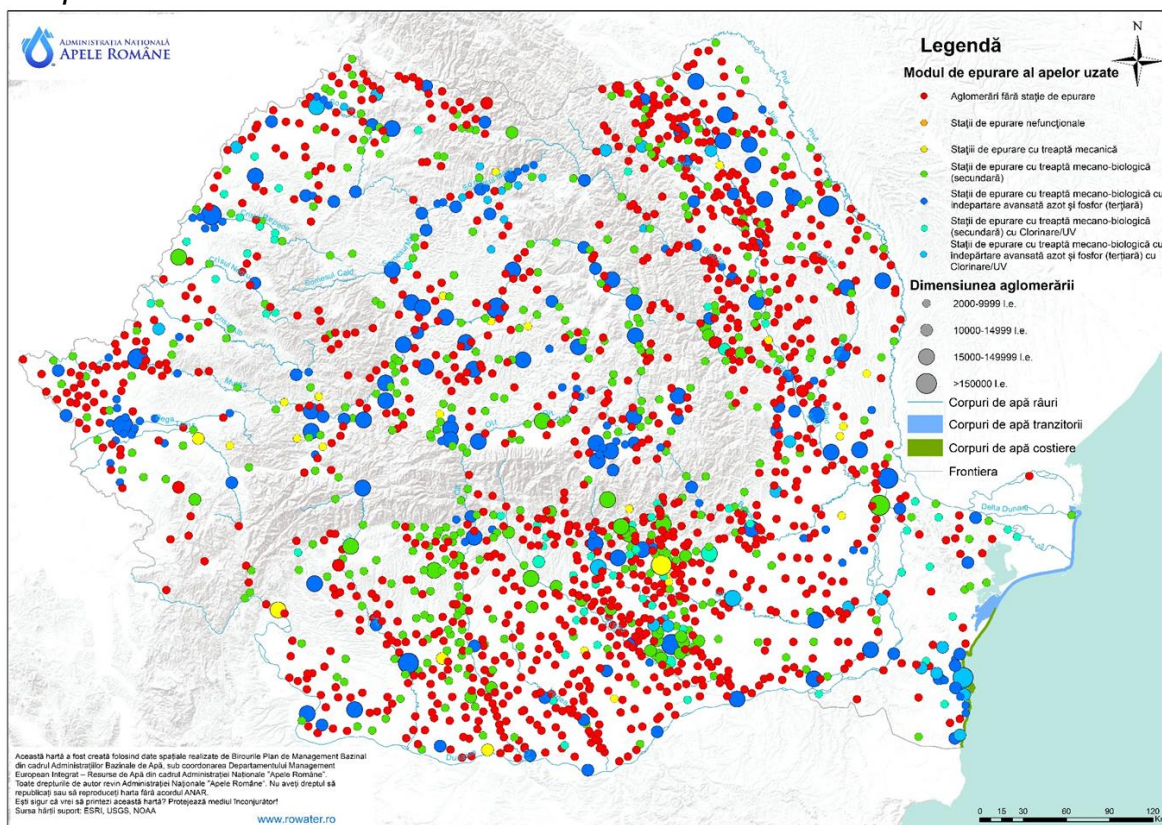 ADMINISTRAȚIA NAȚIONALĂ
APELE ROMÂNE
N
Legendă
Modul de epurare al apelor uzate
Aglomerări fără stație de epurare
Stații de epurare nefuncționale
Stații de epurare cu treaptă mecanică
Stații de epurare cu treaptă mecano-biologică
(secundară)
Stații de epurare cu treaptă mecano-biologică cu
îndepărtare avansată azot și fosfor (terțiară)
Stații de epurare cu treaptă mecano-biologică
(secundară) cu Clorinare/UV
Stații de epurare cu treaptă mecano-biologică cu
îndepărtare avansată azot și fosfor (terțiară) cu
Clorinare/UV
Dimensiunea aglomerării
2000-9999 l.e.
10000-14999 l.e.
15000-149999 l.e.
>150000 l.e.
Corpuri de apă râuri
Corpuri de apă tranzitorii
Corpuri de apă costiere
Frontiera
Prut
Someșul Cald
Olt
Delta Dunării
Această hartă a fost creată folosind date spațiale realizate de Birourile Plan de Management Bazinal
din cadrul Administrațiilor Bazinale de Apă, sub coordonarea Departamentului Management
European Integrat – Resurse de Apă din cadrul Administrației Naționale "Apele Române".
Toate drepturile de autor revin Administrației Naționale "Apele Române". Nu aveți dreptul să
republicați sau să reproduceți harta fără acordul ANAR.
Ești sigur că vrei să printezi această hartă? Protejează mediul înconjurător!
Sursa hărții suport: ESRI, USGS, NOAA
www.rowater.ro
0 15 30 60 90 120